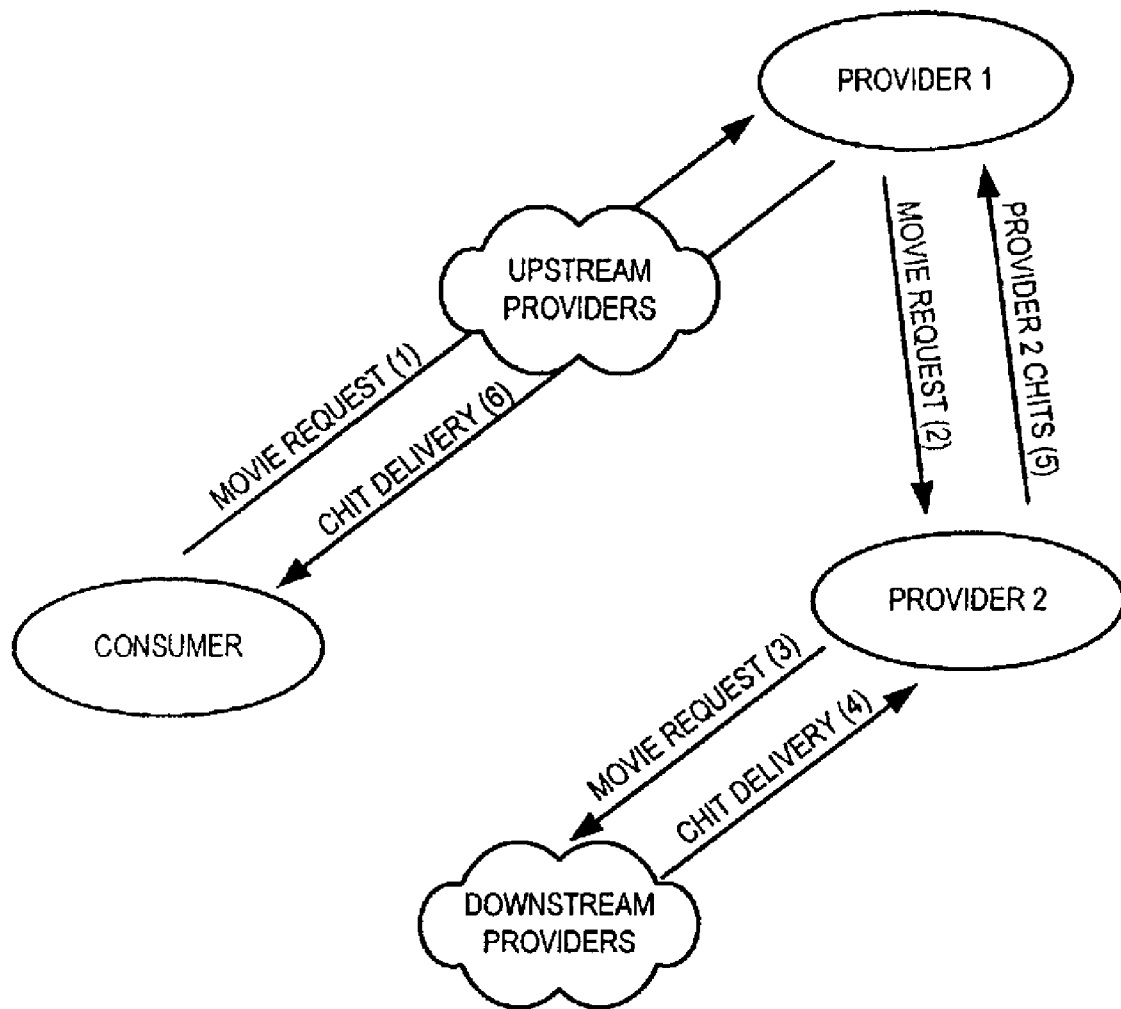 PROVIDER 1
UPSTREAM
PROVIDERS
MOVIE REQUEST (1)
CHIT DELIVERY (6)
MOVIE REQUEST (2)
PROVIDER 2 CHITS (5)
CONSUMER
PROVIDER 2
MOVIE REQUEST (3)
CHIT DELIVERY (4)
DOWNSTREAM
PROVIDERS